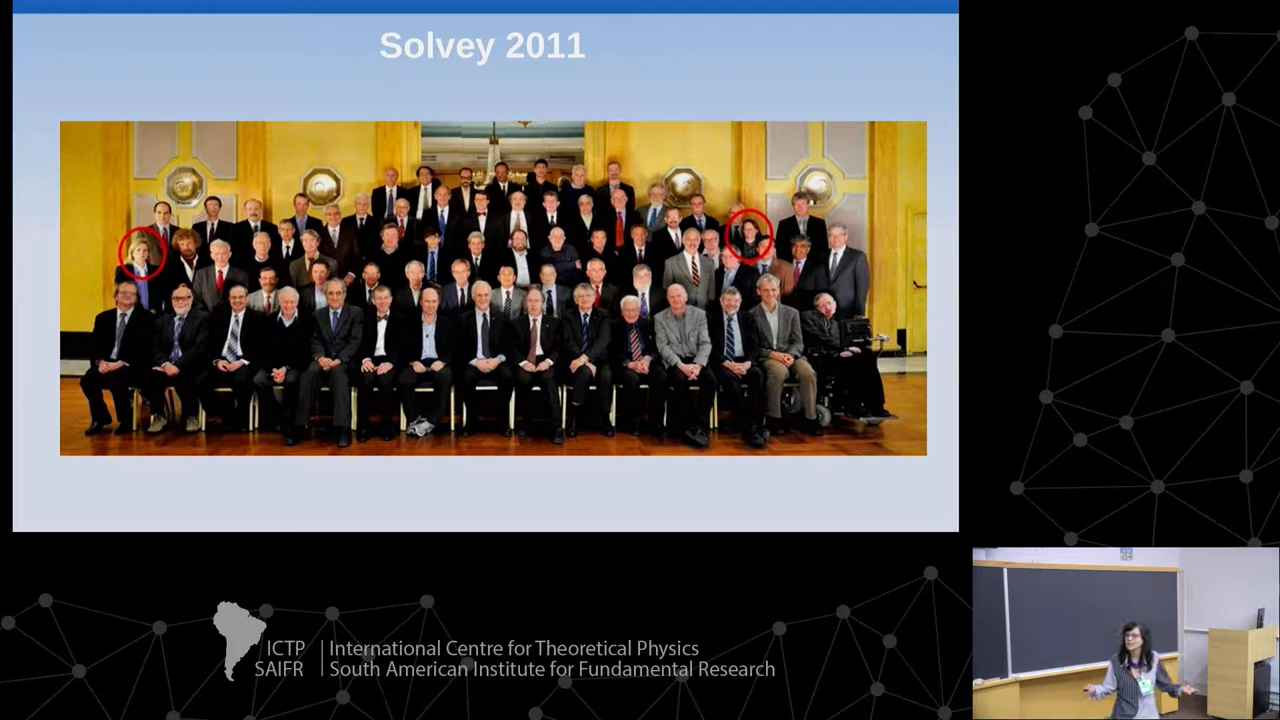 Solvey 2011
ICTP
SAIFR
International Centre for Theoretical Physics
South American Institute for Fundamental Research